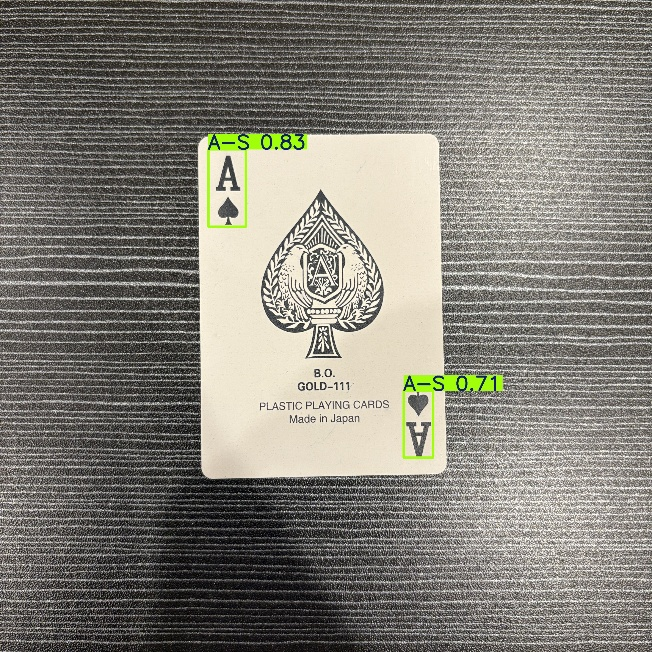 A-S 0.83
A
A
B.O.
GOLD-111
A-S 0.71
PLASTIC PLAYING CARDS
Made in Japan
A